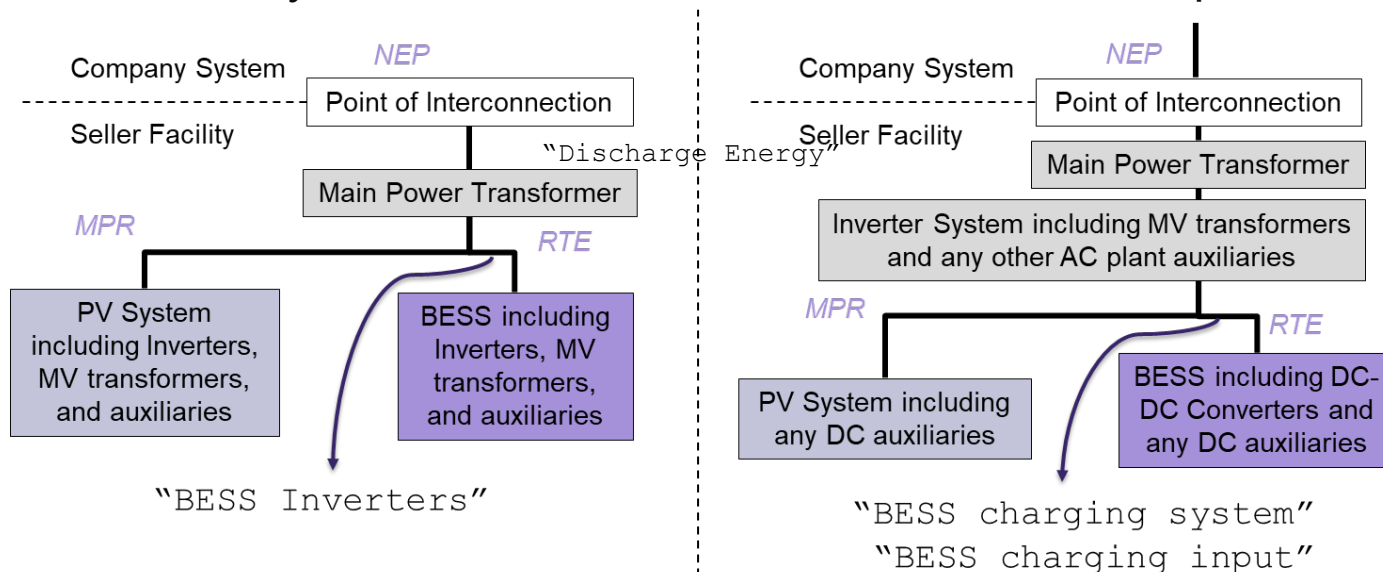 NEP
Company System
Point of Interconnection
Seller Facility
Main Power Transformer
MPR
RTE
PV System
including Inverters,
MV transformers,
and auxiliaries
BESS including
Inverters, MV
transformers,
and auxiliaries
“BESS Inverters”
“Discharge Energy”
NEP
Company System
Point of Interconnection
Seller Facility
Main Power Transformer
Inverter System including MV transformers
and any other AC plant auxiliaries
MPR
RTE
PV System including
any DC auxiliaries
BESS including DC-
DC Converters and
any DC auxiliaries
“BESS charging system”
“BESS charging input”